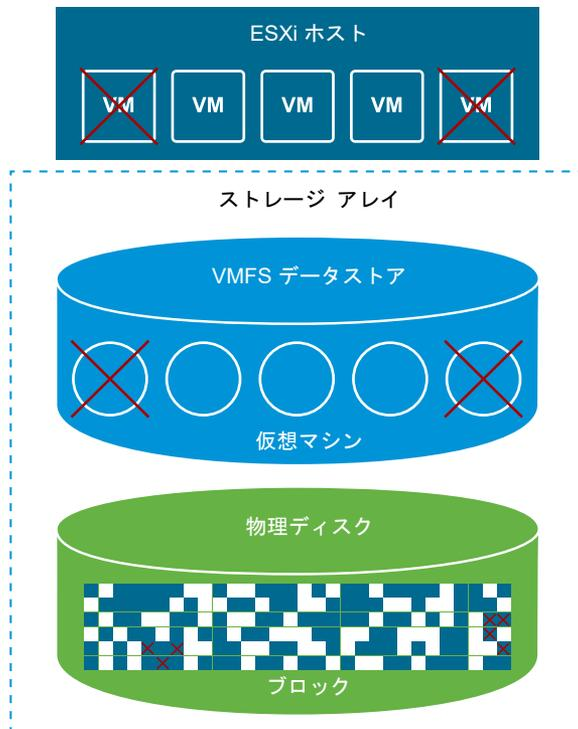 ESXi ホスト
VM VM VM VM VM
ストレージ アレイ
VMFS データストア
仮想マシン
物理ディスク
ブロック